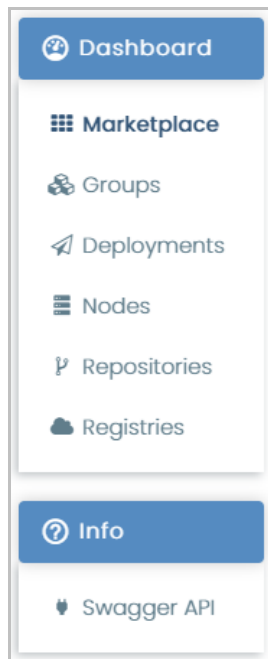 Dashboard
Marketplace
Groups
Deployments
Nodes
Repositories
Registries
Info
Swagger API